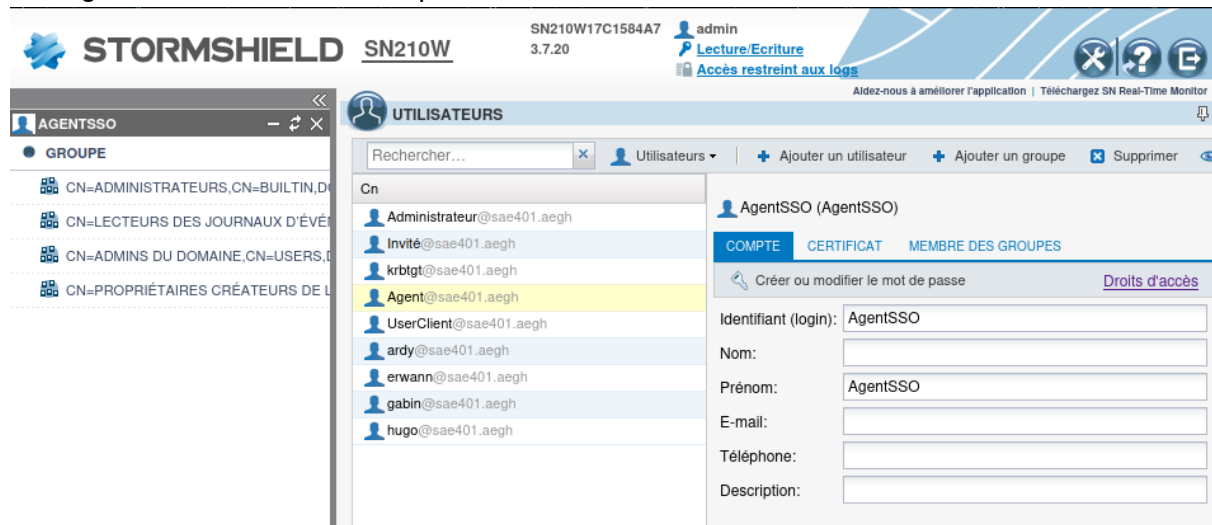 STORMSHIELD SN210W
SN210W17C1584A7
3.7.20
admin
Lecture/Ecriture
Accès restreint aux logs
Aidez-nous à améliorer l'application | Téléchargez SN Real-Time Monitor
AGENTSSO
GROUPE
CN=ADMINISTRATEURS,CN=BUILTIN,D
CN=LECTEURS DES JOURNAUX D'ÉVÉ
CN=ADMINS DU DOMAINE,CN=USERS,
CN=PROPRIÉTAIRES CRÉATEURS DE L
UTILISATEURS
Rechercher... Utilisateurs Ajouter un utilisateur Ajouter un groupe Supprimer
Cn
Administrateur@sae401.aegh
Invité@sae401.aegh
krbtgt@sae401.aegh
Agent@sae401.aegh
UserClient@sae401.aegh
ardy@sae401.aegh
erwann@sae401.aegh
gabin@sae401.aegh
hugo@sae401.aegh
AgentSSO (AgentSSO)
COMPTE CERTIFICAT MEMBRE DES GROUPES
Créer ou modifier le mot de passe Droits d'accès
Identifiant (login): AgentSSO
Nom:
Prénom: AgentSSO
E-mail:
Téléphone:
Description: